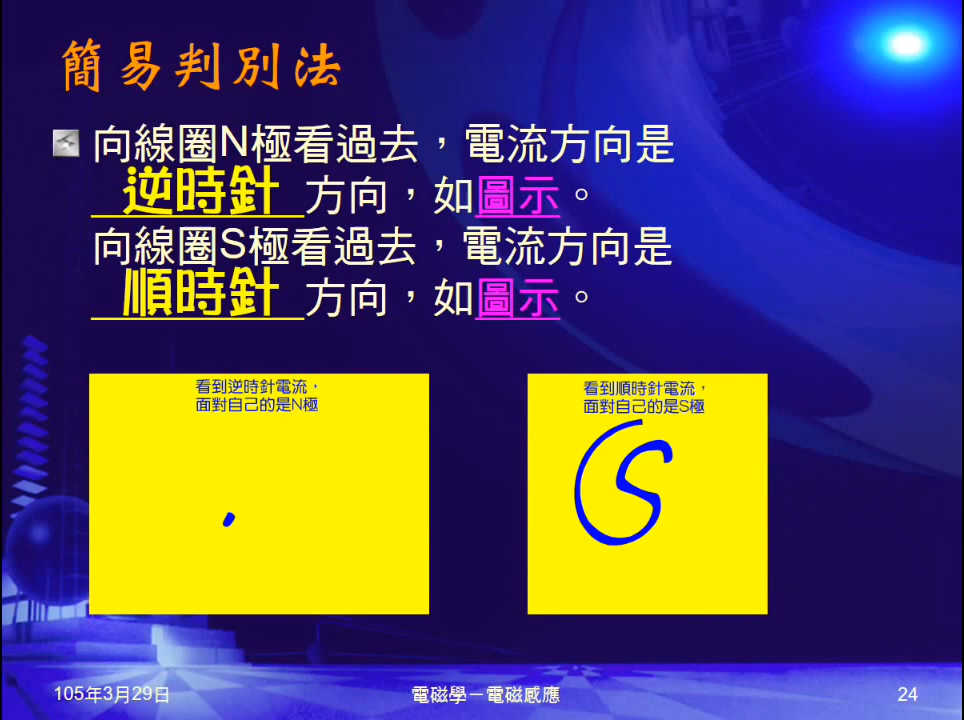 簡易判別法
向線圈N極看過去，電流方向是
逆時針方向，如圖示。
向線圈S極看過去，電流方向是
順時針方向，如圖示。
看到逆時針電流，
面對自己的是N極
看到順時針電流，
面對自己的是S極
S
105年3月29日
電磁學－電磁感應
24